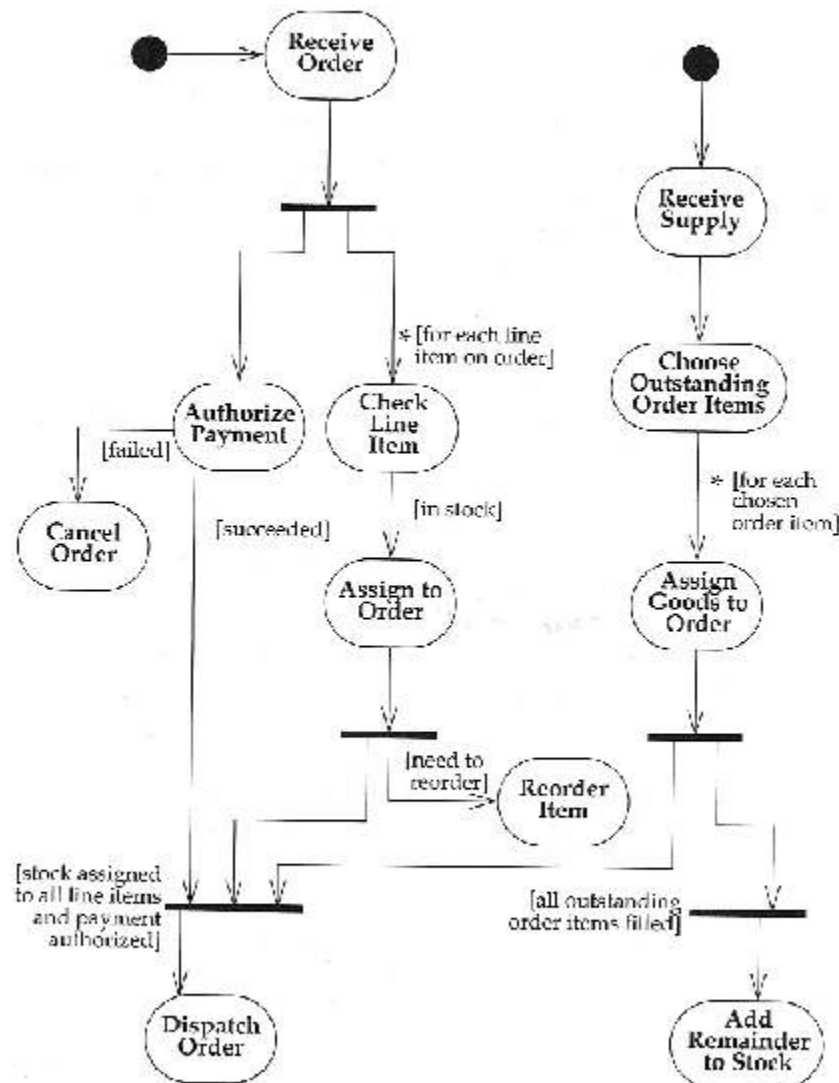 Receive
Order
Receive
Supply
* [for each line
item on order]
Choose
Outstanding
Order Items
Authorize
Payment
Check
Line
Item
[failed]
* [for each
chosen
order item]
Cancel
Order
[succeeded]
[in stock]
Assign to
Order
Assign
Goods to
Order
[need to
reorder]
Reorder
Item
[stock assigned
to all line items
and payment
authorized]
[all outstanding
order items filled]
Dispatch
Order
Add
Remainder
to Stock